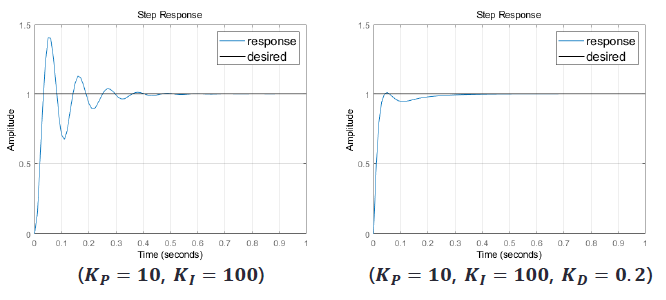 Step Response
1.5
1
0.5
0
Amplitude
response
desired
0 0.1 0.2 0.3 0.4 0.5 0.6 0.7 0.8 0.9 1
Time (seconds)
(K_P = 10, K_I = 100)
Step Response
1.5
1
0.5
0
Amplitude
response
desired
0 0.1 0.2 0.3 0.4 0.5 0.6 0.7 0.8 0.9 1
Time (seconds)
(K_P = 10, K_I = 100, K_D = 0.2)